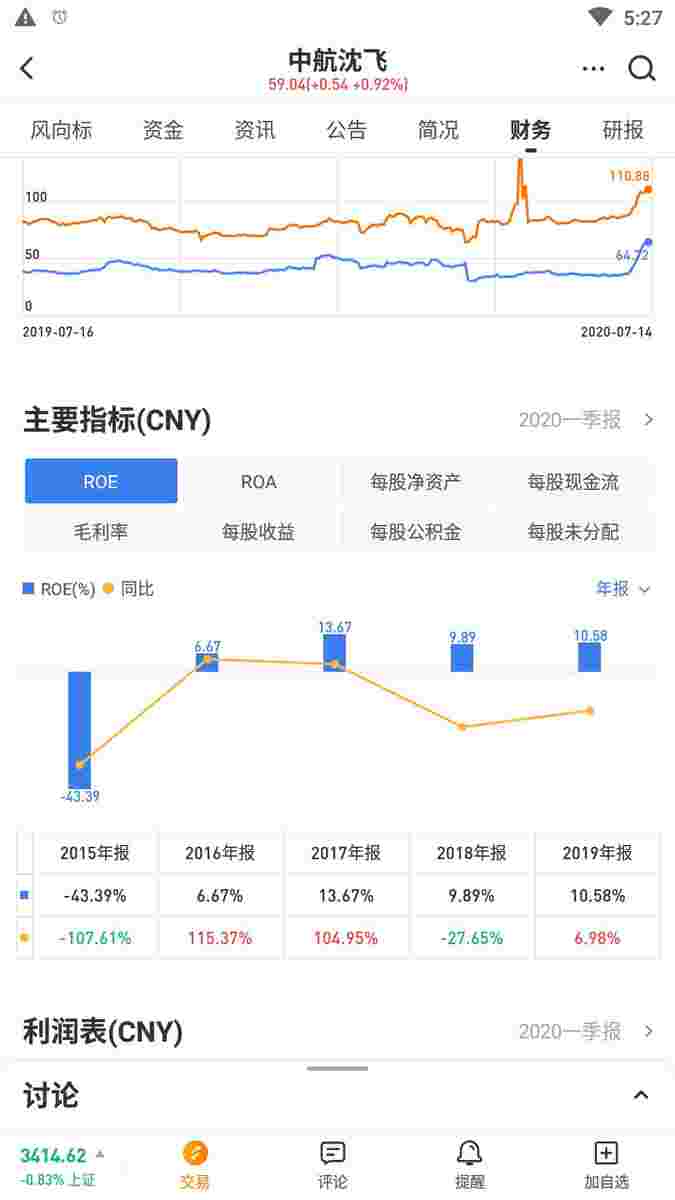 5:27
中航沈飞
59.04(+0.54 +0.92%)
风向标 资金 资讯 公告 简况 财务 研报
110.88
100
64.72
50
0
2019-07-16 2020-07-14
主要指标(CNY) 2020一季报
ROE ROA 每股净资产 每股现金流
毛利率 每股收益 每股公积金 每股未分配
ROE(%) 同比 年报
13.67
6.67 9.89 10.58
-43.39
2015年报 2016年报 2017年报 2018年报 2019年报
-43.39% 6.67% 13.67% 9.89% 10.58%
-107.61% 115.37% 104.95% -27.65% 6.98%
利润表(CNY) 2020一季报
讨论
3414.62
-0.83% 上证 交易 评论 提醒 加自选